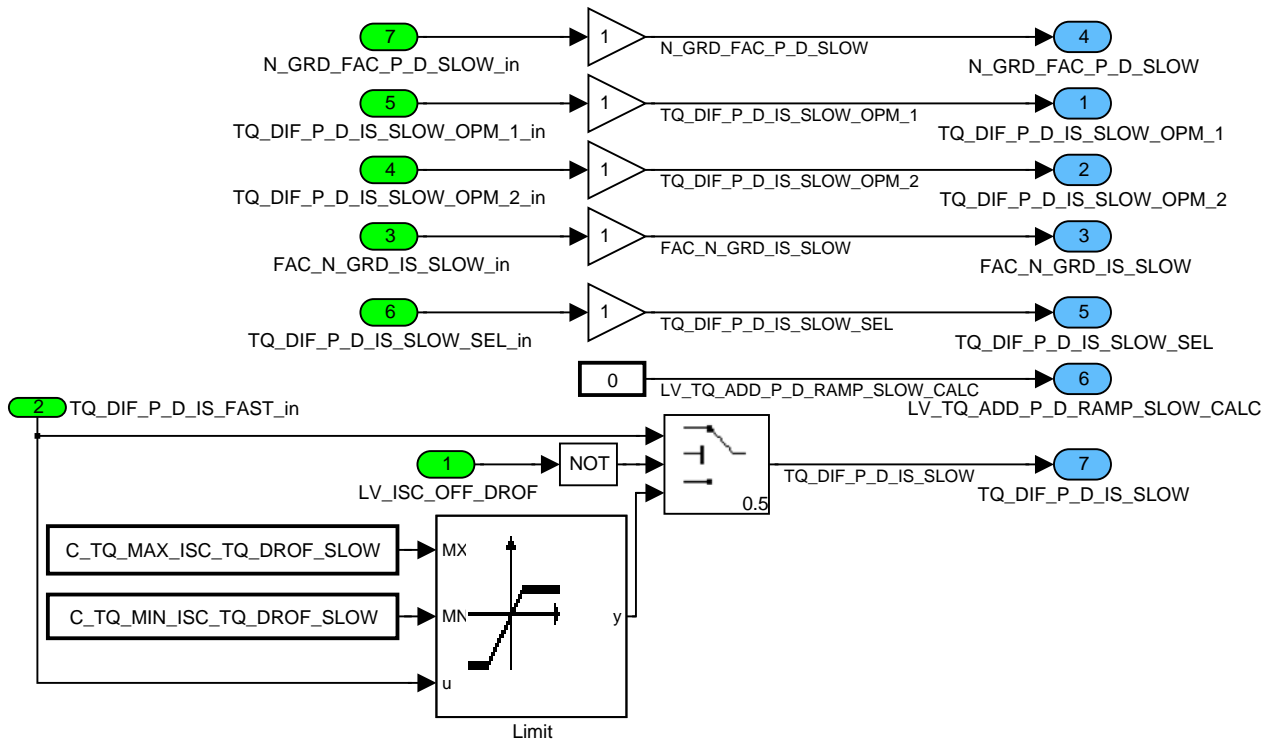 7
1
N_GRD_FAC_P_D_SLOW
4
N_GRD_FAC_P_D_SLOW_in
N_GRD_FAC_P_D_SLOW
5
1
TQ_DIF_P_D_IS_SLOW_OPM_1
1
TQ_DIF_P_D_IS_SLOW_OPM_1_in
TQ_DIF_P_D_IS_SLOW_OPM_1
4
1
TQ_DIF_P_D_IS_SLOW_OPM_2
2
TQ_DIF_P_D_IS_SLOW_OPM_2_in
TQ_DIF_P_D_IS_SLOW_OPM_2
3
1
FAC_N_GRD_IS_SLOW
3
FAC_N_GRD_IS_SLOW_in
FAC_N_GRD_IS_SLOW
6
1
TQ_DIF_P_D_IS_SLOW_SEL
5
TQ_DIF_P_D_IS_SLOW_SEL_in
TQ_DIF_P_D_IS_SLOW_SEL
0
LV_TQ_ADD_P_D_RAMP_SLOW_CALC
6
LV_TQ_ADD_P_D_RAMP_SLOW_CALC
2
TQ_DIF_P_D_IS_FAST_in
1
NOT
LV_ISC_OFF_DROF
0.5
TQ_DIF_P_D_IS_SLOW
7
TQ_DIF_P_D_IS_SLOW
C_TQ_MAX_ISC_TQ_DROF_SLOW
MX
C_TQ_MIN_ISC_TQ_DROF_SLOW
MN
y
u
Limit